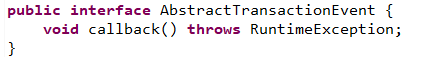 public interface AbstractTransactionEvent {
    void callback() throws RuntimeException;
}